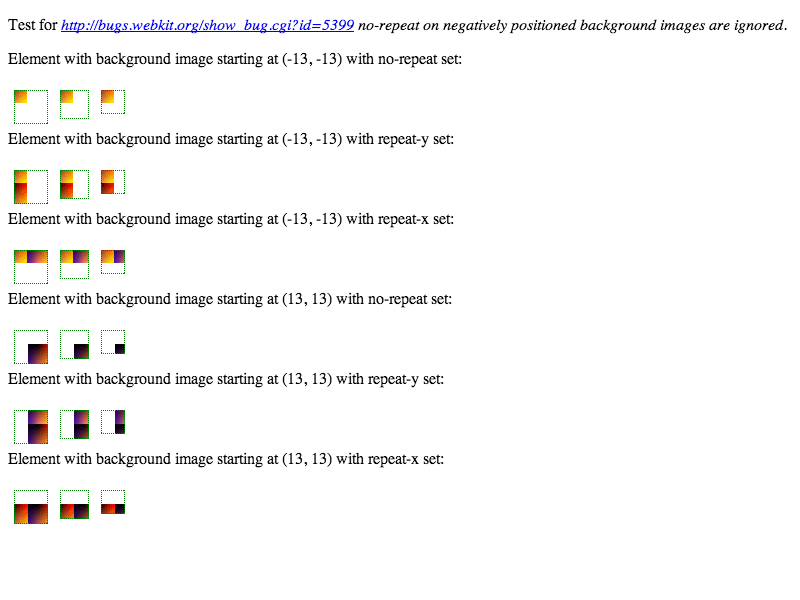 Test for http://bugs.webkit.org/show_bug.cgi?id=5399 no-repeat on negatively positioned background images are ignored.
Element with background image starting at (-13, -13) with no-repeat set:
Element with background image starting at (-13, -13) with repeat-y set:
Element with background image starting at (-13, -13) with repeat-x set:
Element with background image starting at (13, 13) with no-repeat set:
Element with background image starting at (13, 13) with repeat-y set:
Element with background image starting at (13, 13) with repeat-x set: